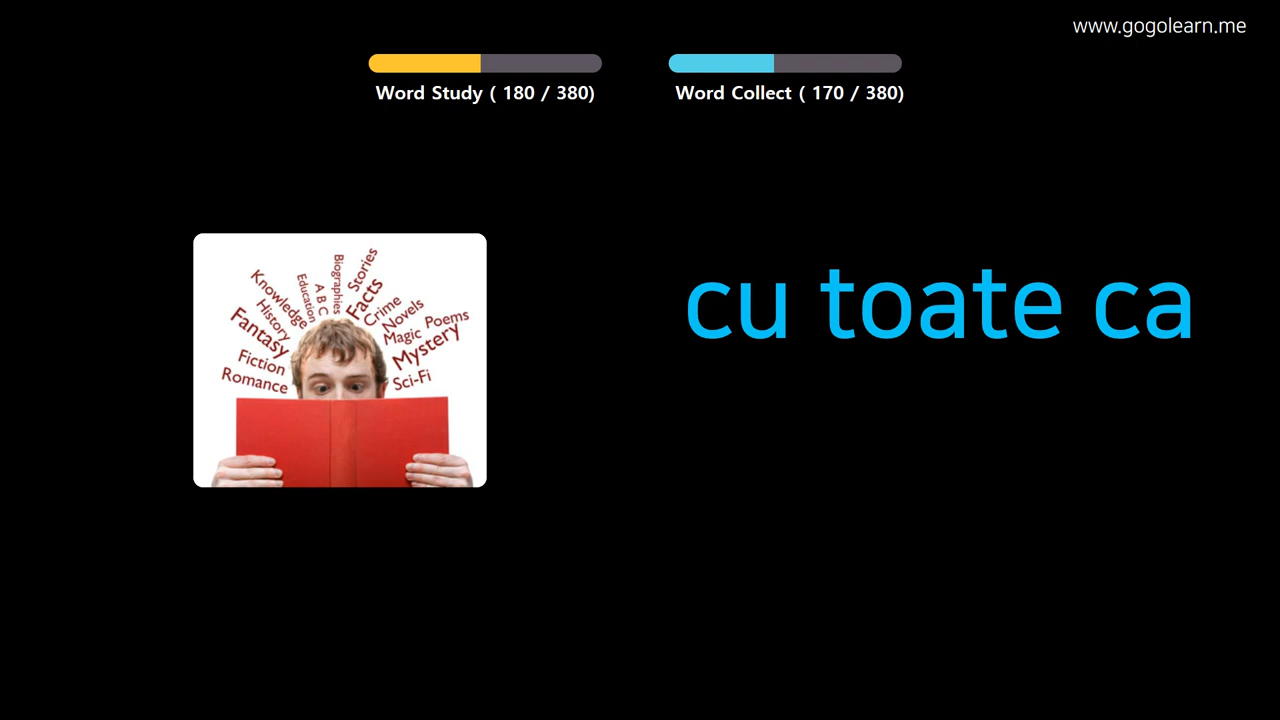 www.gogolearn.me
Word Study ( 180 / 380)
Word Collect ( 170 / 380)
cu toate ca
Biographies
Stories
Knowledge
Education
A B C
Facts
History
Crime
Novels
Fantasy
Magic
Poems
Fiction
Mystery
Romance
Sci-Fi